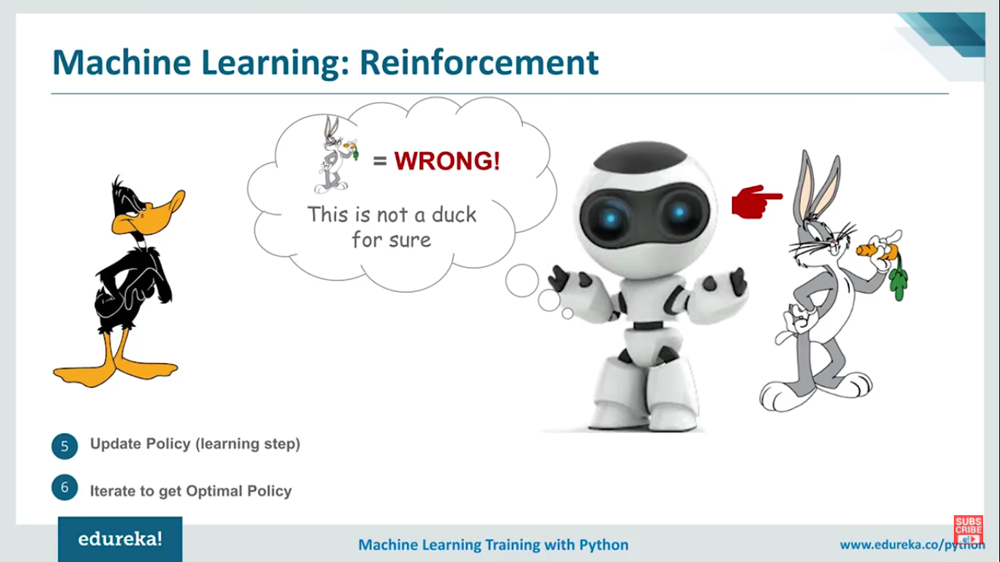 Machine Learning: Reinforcement
= WRONG!
This is not a duck
for sure
5 Update Policy (learning step)
6 Iterate to get Optimal Policy
edureka!
Machine Learning Training with Python
www.edureka.co/python
SUBS
CRIBE
e!